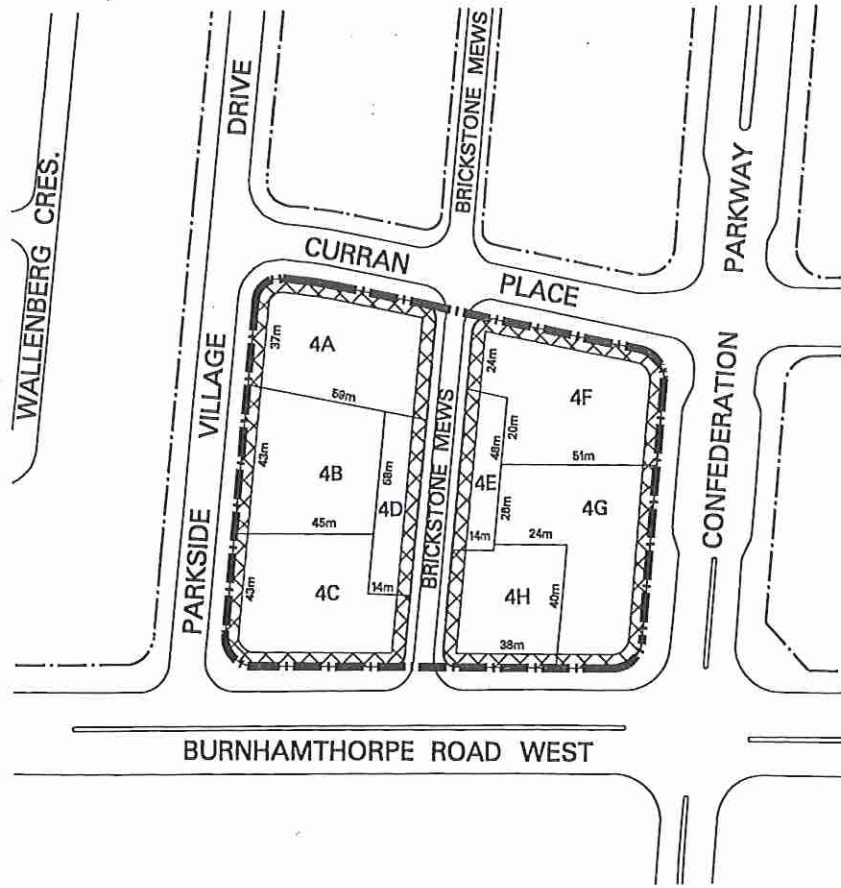 WALLENBERG CRES.
PARKSIDE VILLAGE DRIVE
BRICKSTONE MEWS
CONFEDERATION PARKWAY
CURRAN PLACE
37m
4A
59m
24m
4F
20m
43m
4B
68m
4D
BRICKSTONE MEWS
48m
4E
51m
45m
28m
4G
14m
24m
43m
4C
14m
4H
40m
38m
BURNHAMTHORPE ROAD WEST